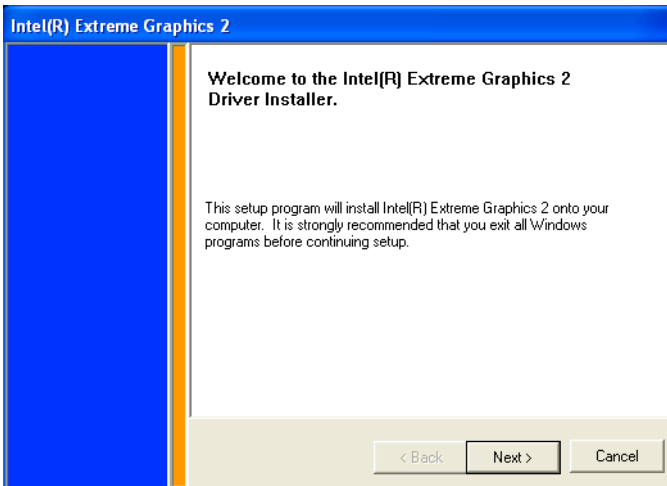 Intel(R) Extreme Graphics 2
Welcome to the Intel(R) Extreme Graphics 2
Driver Installer.
This setup program will install Intel(R) Extreme Graphics 2 onto your
computer.  It is strongly recommended that you exit all Windows
programs before continuing setup.
< Back
Next >
Cancel